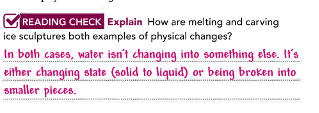 READING CHECK Explain How are melting and carving
ice sculptures both examples of physical changes?
In both cases, water isn't changing into something else. It's
either changing state (solid to liquid) or being broken into
smaller pieces.